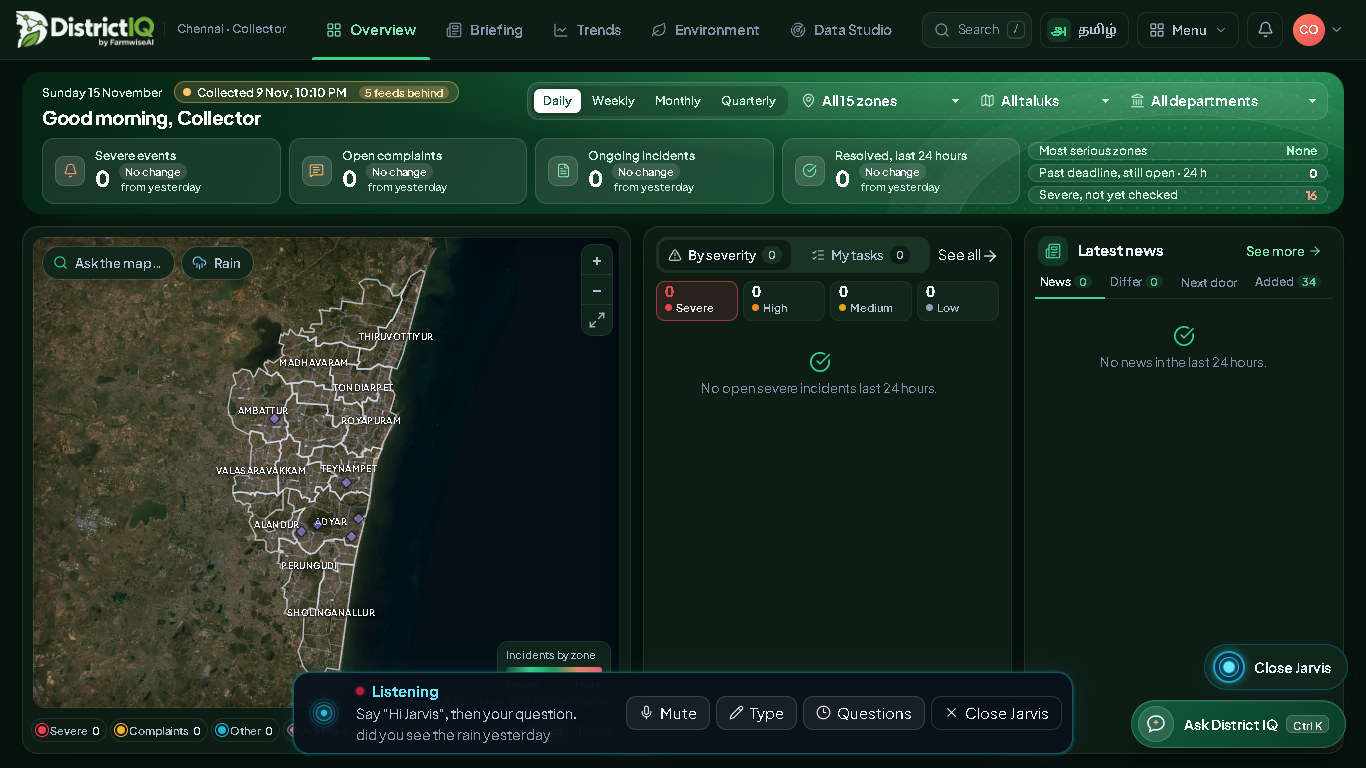 DistrictIQ
by FarmwiseAI
Chennai · Collector
Overview
Briefing
Trends
Environment
Data Studio
Search /
அ தமிழ்
Menu
CO
Sunday 15 November
Collected 9 Nov, 10:10 PM 5 feeds behind
Good morning, Collector
Daily Weekly Monthly Quarterly
All 15 zones
All taluks
All departments
Severe events
0 No change
from yesterday
Open complaints
0 No change
from yesterday
Ongoing incidents
0 No change
from yesterday
Resolved, last 24 hours
0 No change
from yesterday
Most serious zones None
Past deadline, still open · 24 h 0
Severe, not yet checked 16
Ask the map...
Rain
+
−
THIRUVOTTIYUR
MADHAVARAM
TONDIARPET
AMBATTUR
ROYAPURAM
VALASARAVAKKAM
TEYNAMPET
ALANDUR
ADYAR
PERUNGUDI
SHOLINGANALLUR
Incidents by zone
Severe 0
Complaints 0
Other 0
By severity 0
My tasks 0
See all
0
Severe
0
High
0
Medium
0
Low
No open severe incidents last 24 hours.
Latest news
See more
News 0
Differ 0
Next door
Added 34
No news in the last 24 hours.
Listening
Say "Hi Jarvis", then your question.
did you see the rain yesterday
Mute
Type
Questions
Close Jarvis
Close Jarvis
Ask District IQ Ctrl K